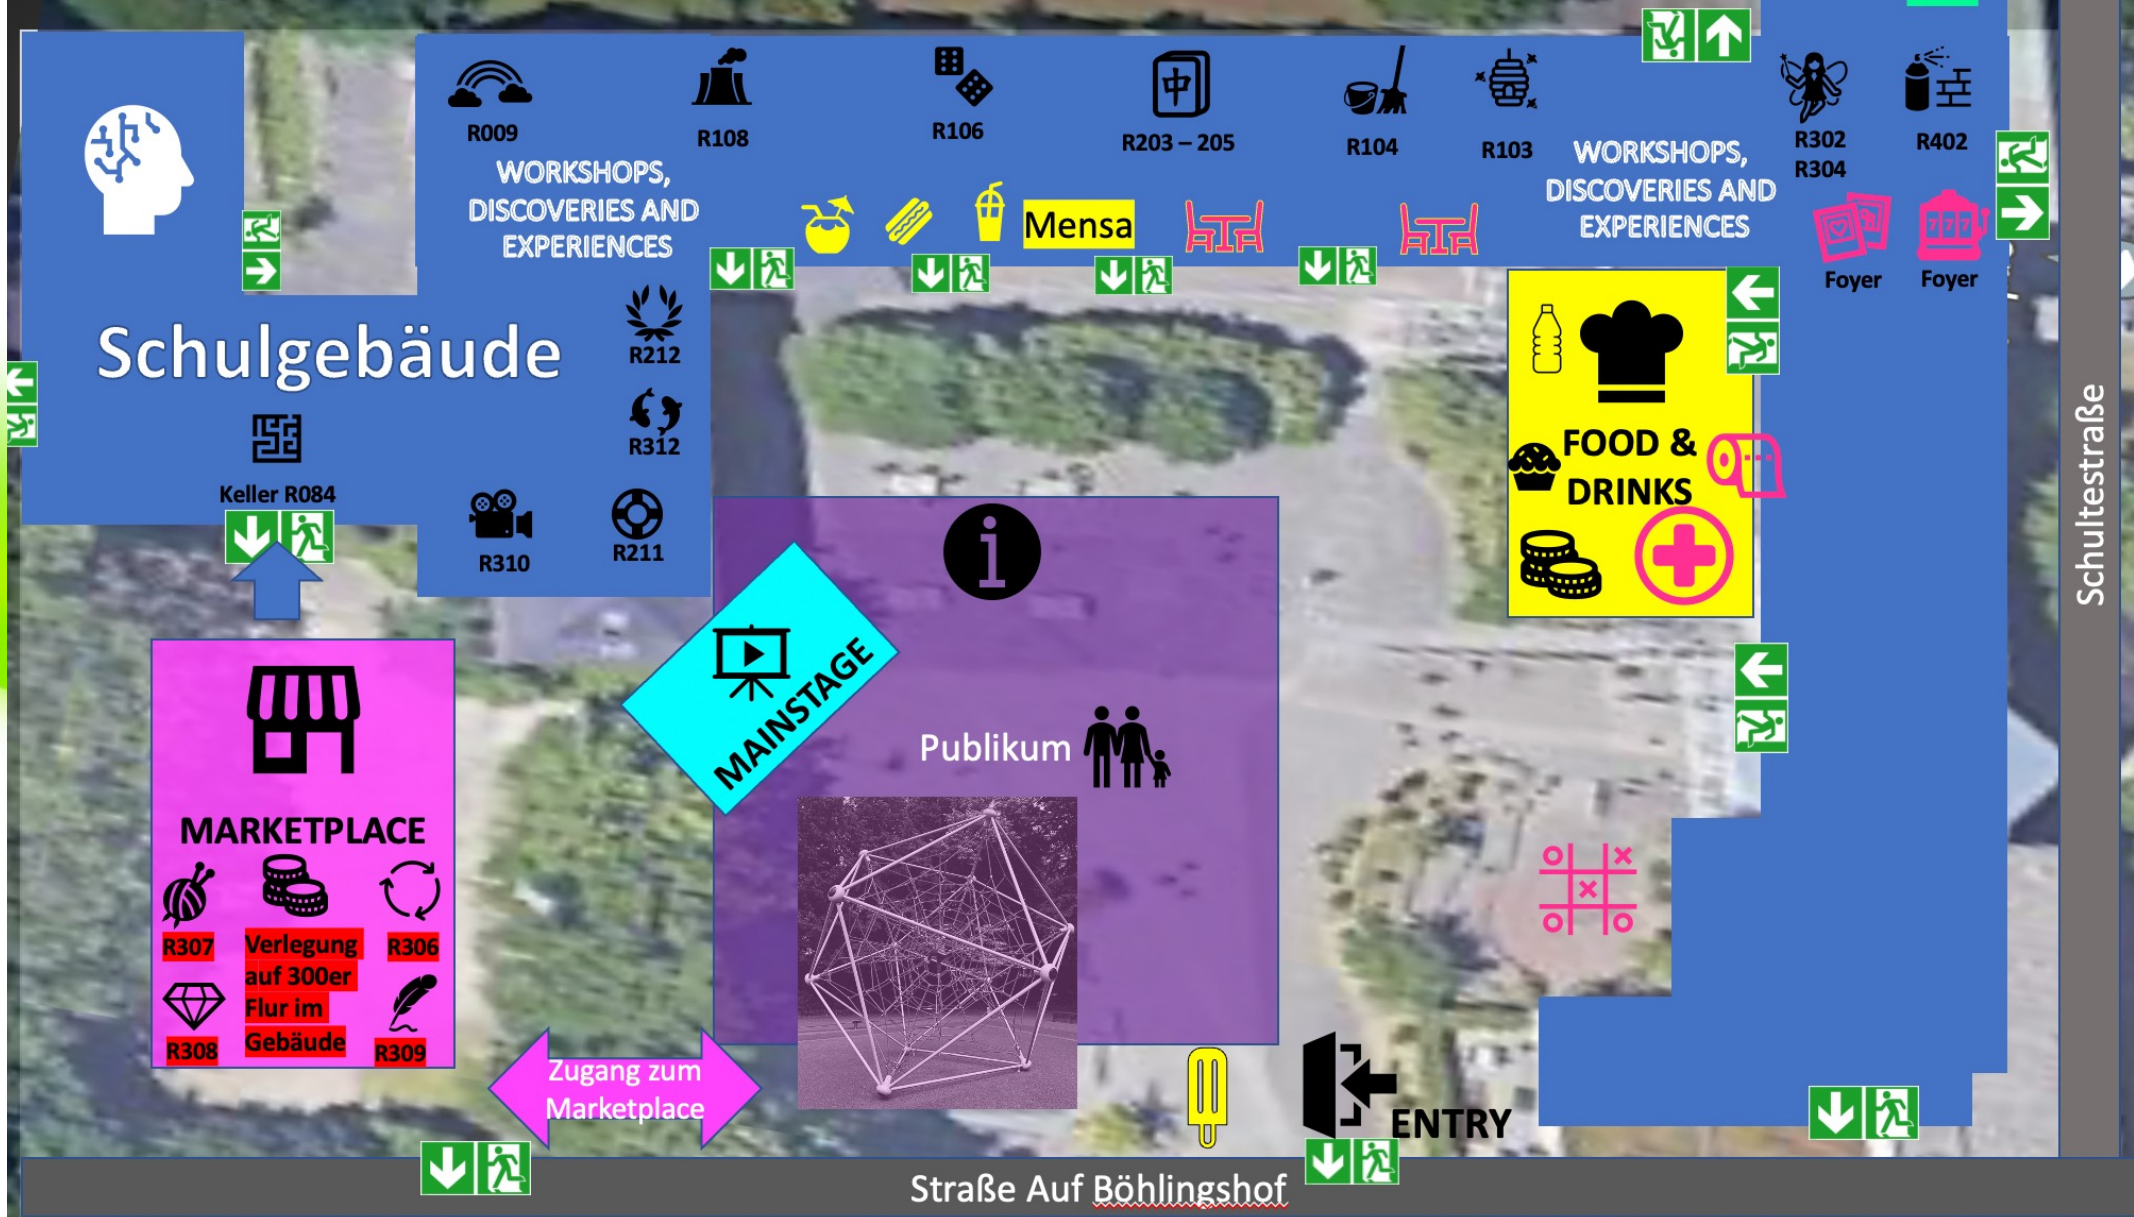 R009
R108
R106
中
R203 – 205
R104
R103
R302
R304
R402
WORKSHOPS,
DISCOVERIES AND
EXPERIENCES
WORKSHOPS,
DISCOVERIES AND
EXPERIENCES
Mensa
777
Foyer
Foyer
Schulgebäude
R212
R312
Keller R084
R310
R211
FOOD &
DRINKS
i
MAINSTAGE
Publikum
MARKETPLACE
R307
Verlegung
auf 300er
Flur im
Gebäude
R306
R308
R309
Zugang zum
Marketplace
ENTRY
Straße Auf Böhlingshof
Schultestraße